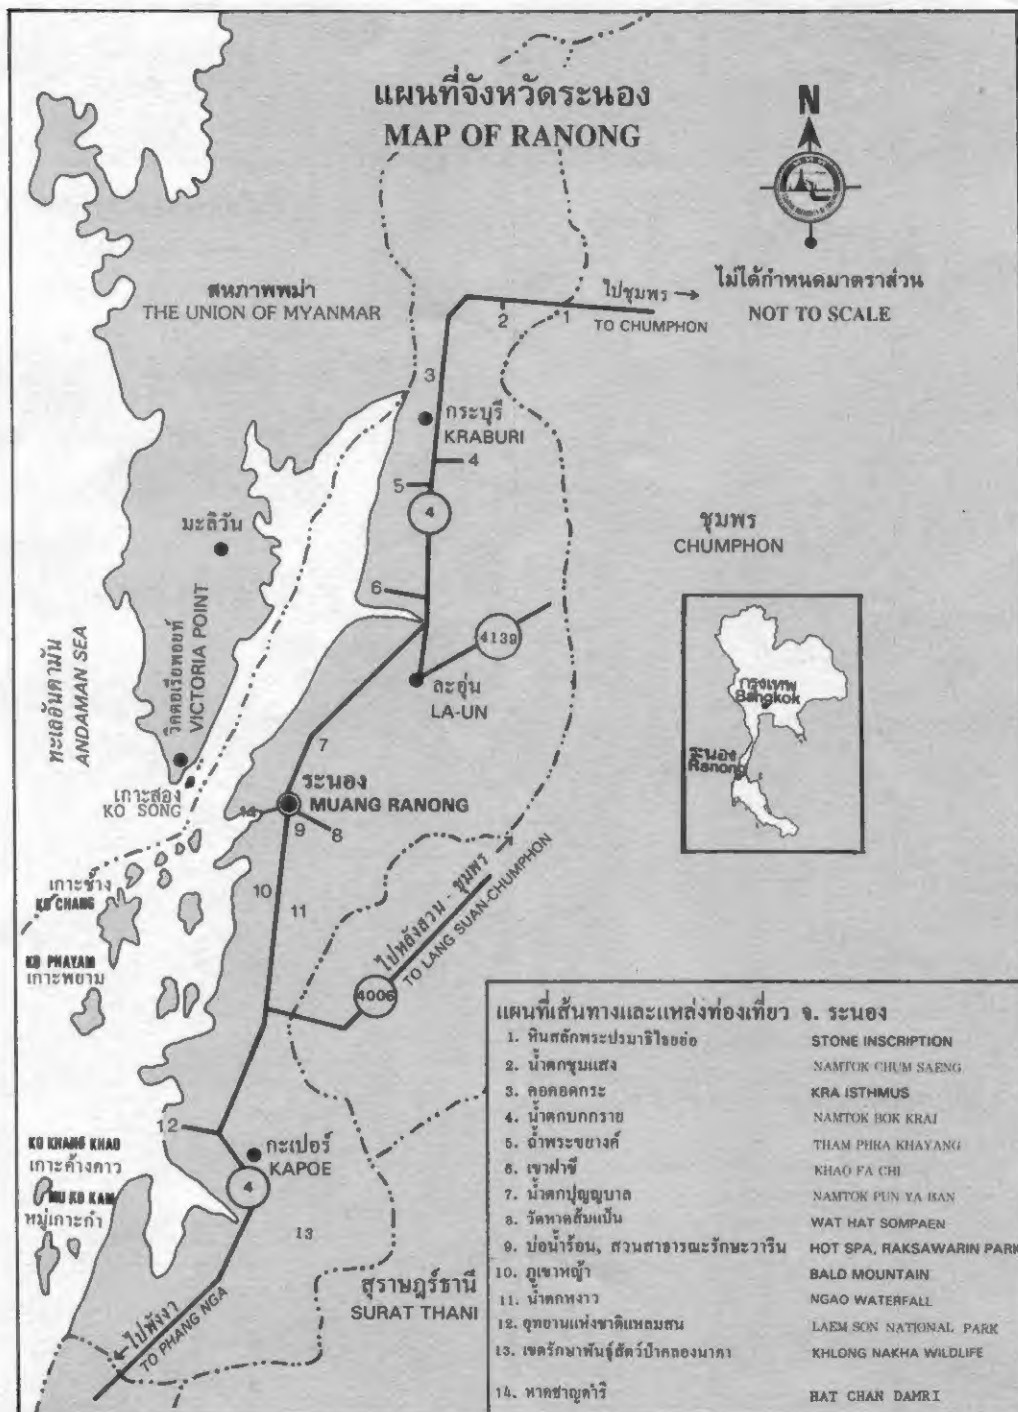 แผนที่จังหวัดระนอง
MAP OF RANONG
N
ไม่ได้กำหนดมาตราส่วน
NOT TO SCALE
สหภาพพม่า
THE UNION OF MYANMAR
ไปชุมพร →
TO CHUMPHON
1
2
3
กระบุรี
KRABURI
4
5
4
มะลิวัน
ชุมพร
CHUMPHON
6
4139
ละอุ่น
LA-UN
ทะเลอันดามัน
ANDAMAN SEA
วิคตอเรียพอยท์
VICTORIA POINT
กรุงเทพ
Bangkok
ระนอง
Ranong
7
เกาะสอง
KO SONG
ระนอง
MUANG RANONG
14
9
8
เกาะช้าง
KO CHANG
10
11
KO PHAYAM
เกาะพยาม
ไปหลังสวน - ชุมพร
TO LANG SUAN-CHUMPHON
4006
12
กะเปอร์
KAPOE
KO KHANG KHAO
เกาะค้างคาว
MU KO KAM
หมู่เกาะกำ
4
13
สุราษฎร์ธานี
SURAT THANI
← ไปพังงา
TO PHANG NGA
แผนที่เส้นทางและแหล่งท่องเที่ยว จ. ระนอง
1. หินสลักพระปรมาธิไธยย่อ STONE INSCRIPTION
2. น้ำตกชุมแสง NAMTOK CHUM SAENG
3. คอคอดกระ KRA ISTHMUS
4. น้ำตกบกกราย NAMTOK BOK KRAI
5. ถ้ำพระขยางค์ THAM PHRA KHAYANG
6. เขาฝาชี KHAO FA CHI
7. น้ำตกปุญญบาล NAMTOK PUN YA BAN
8. วัดหาดส้มแป้น WAT HAT SOMPAEN
9. บ่อน้ำร้อน, สวนสาธารณะรักษะวาริน HOT SPA, RAKSAWARIN PARK
10. ภูเขาหญ้า BALD MOUNTAIN
11. น้ำตกหงาว NGAO WATERFALL
12. อุทยานแห่งชาติแหลมสน LAEM SON NATIONAL PARK
13. เขตรักษาพันธุ์สัตว์ป่าคลองนาคา KHLONG NAKHA WILDLIFE
14. หาดชาญดำริ HAT CHAN DAMRI